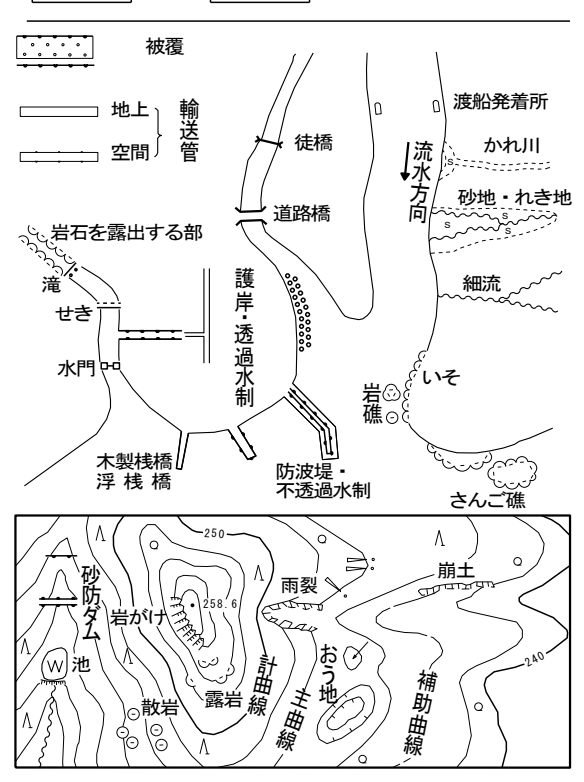 被覆
地上
空間
輸送管
徒橋
道路橋
岩石を露出する部
滝
せき
水門
護岸・透過水制
木製桟橋
浮桟橋
防波堤・
不透過水制
渡船発着所
かれ川
流水方向
砂地・れき地
S
S
S
細流
いそ
岩礁
さんご礁
250
砂防ダム
岩がけ
258.6
雨裂
崩土
池
W
散岩
露岩
計曲線
主曲線
おう地
補助曲線
240